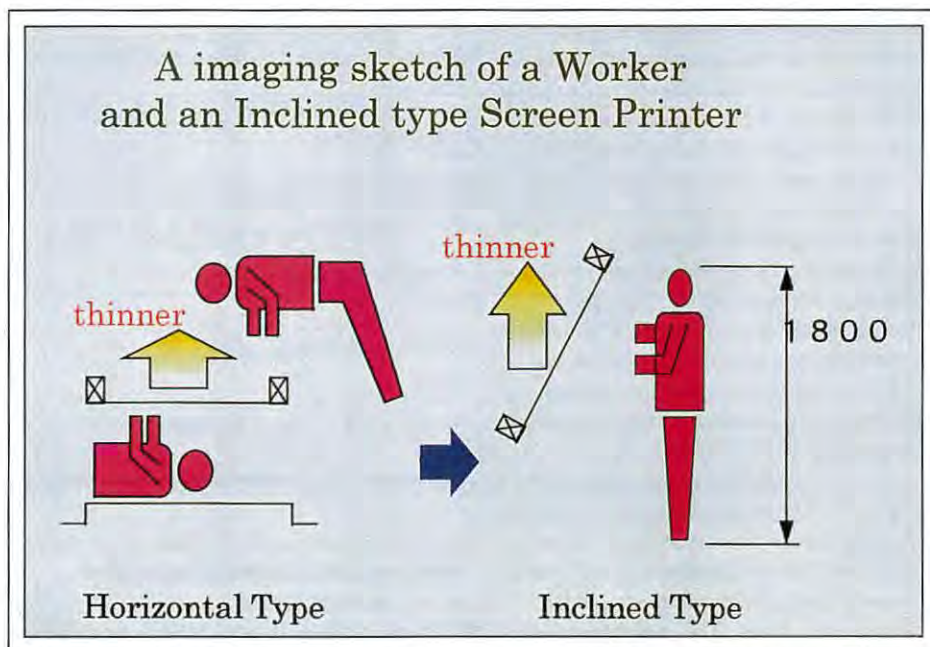 A imaging sketch of a Worker
and an Inclined type Screen Printer
thinner
thinner
1800
Horizontal Type
Inclined Type